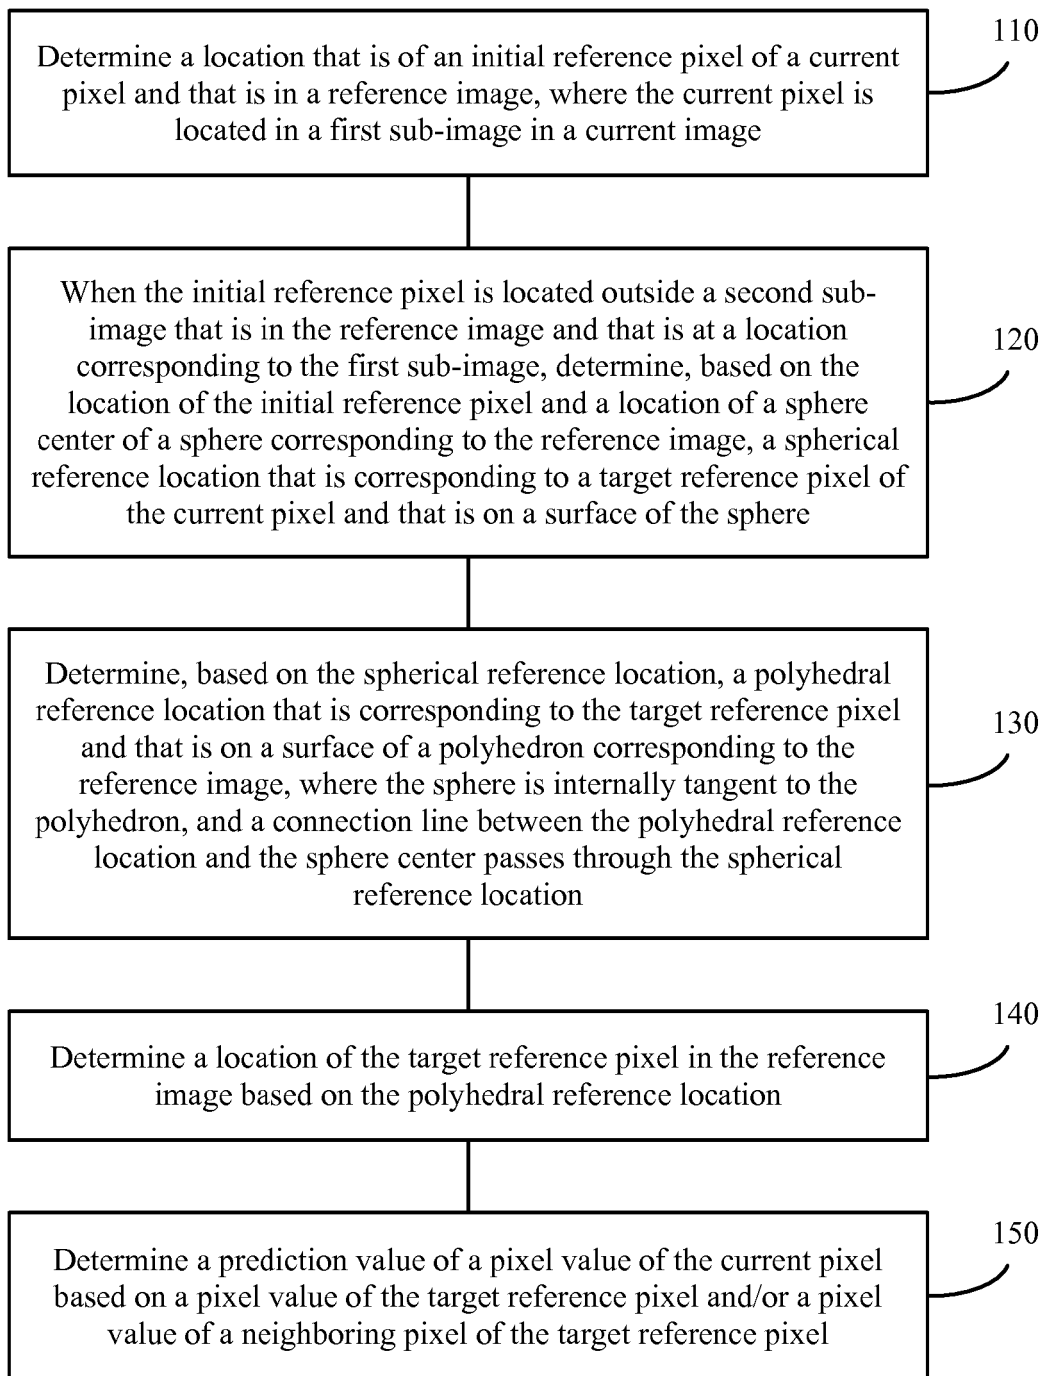 110
Determine a location that is of an initial reference pixel of a current
pixel and that is in a reference image, where the current pixel is
located in a first sub-image in a current image
120
When the initial reference pixel is located outside a second sub-
image that is in the reference image and that is at a location
corresponding to the first sub-image, determine, based on the
location of the initial reference pixel and a location of a sphere
center of a sphere corresponding to the reference image, a spherical
reference location that is corresponding to a target reference pixel of
the current pixel and that is on a surface of the sphere
130
Determine, based on the spherical reference location, a polyhedral
reference location that is corresponding to the target reference pixel
and that is on a surface of a polyhedron corresponding to the
reference image, where the sphere is internally tangent to the
polyhedron, and a connection line between the polyhedral reference
location and the sphere center passes through the spherical
reference location
140
Determine a location of the target reference pixel in the reference
image based on the polyhedral reference location
150
Determine a prediction value of a pixel value of the current pixel
based on a pixel value of the target reference pixel and/or a pixel
value of a neighboring pixel of the target reference pixel